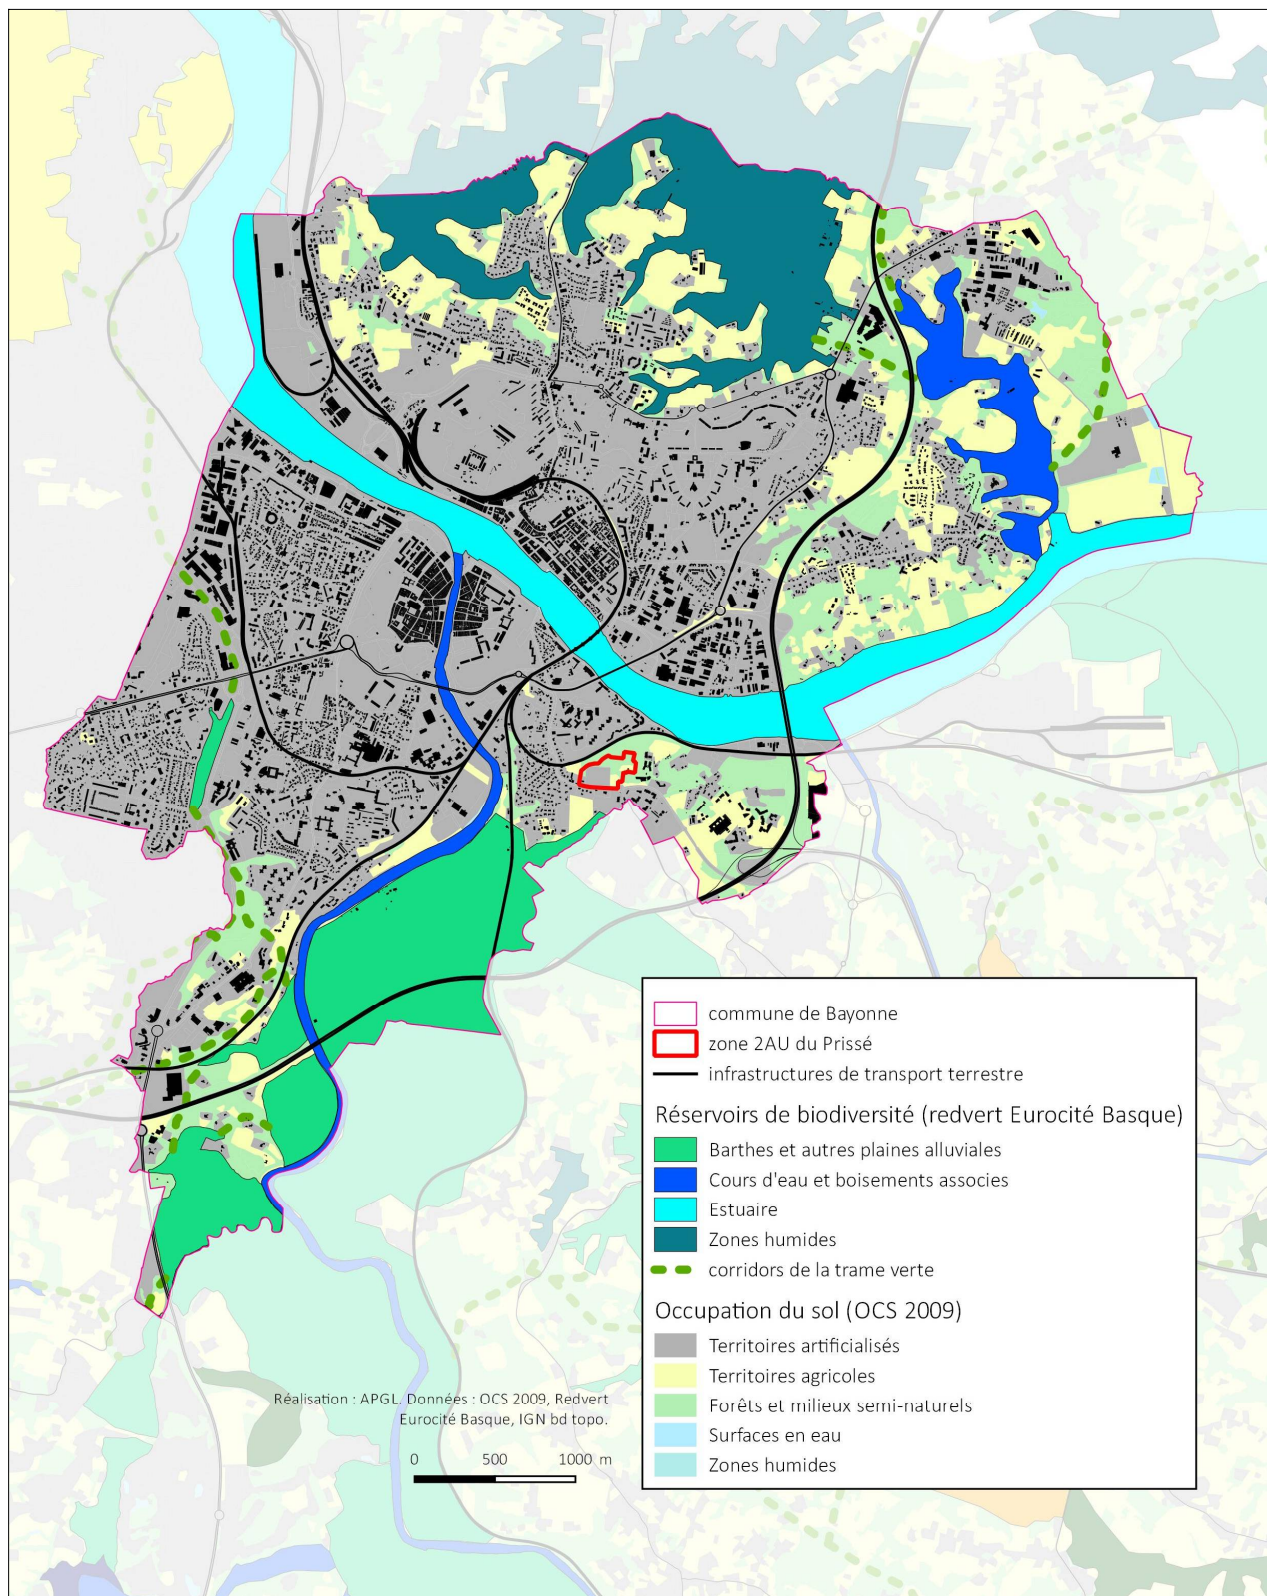 commune de Bayonne
zone 2AU du Prissé
infrastructures de transport terrestre
Réservoirs de biodiversité (redvert Eurocité Basque)
Barthes et autres plaines alluviales
Cours d'eau et boisements associes
Estuaire
Zones humides
corridors de la trame verte
Occupation du sol (OCS 2009)
Territoires artificialisés
Territoires agricoles
Forêts et milieux semi-naturels
Surfaces en eau
Zones humides
Réalisation : APGL. Données : OCS 2009, Redvert
Eurocité Basque, IGN bd topo.
0 500 1000 m